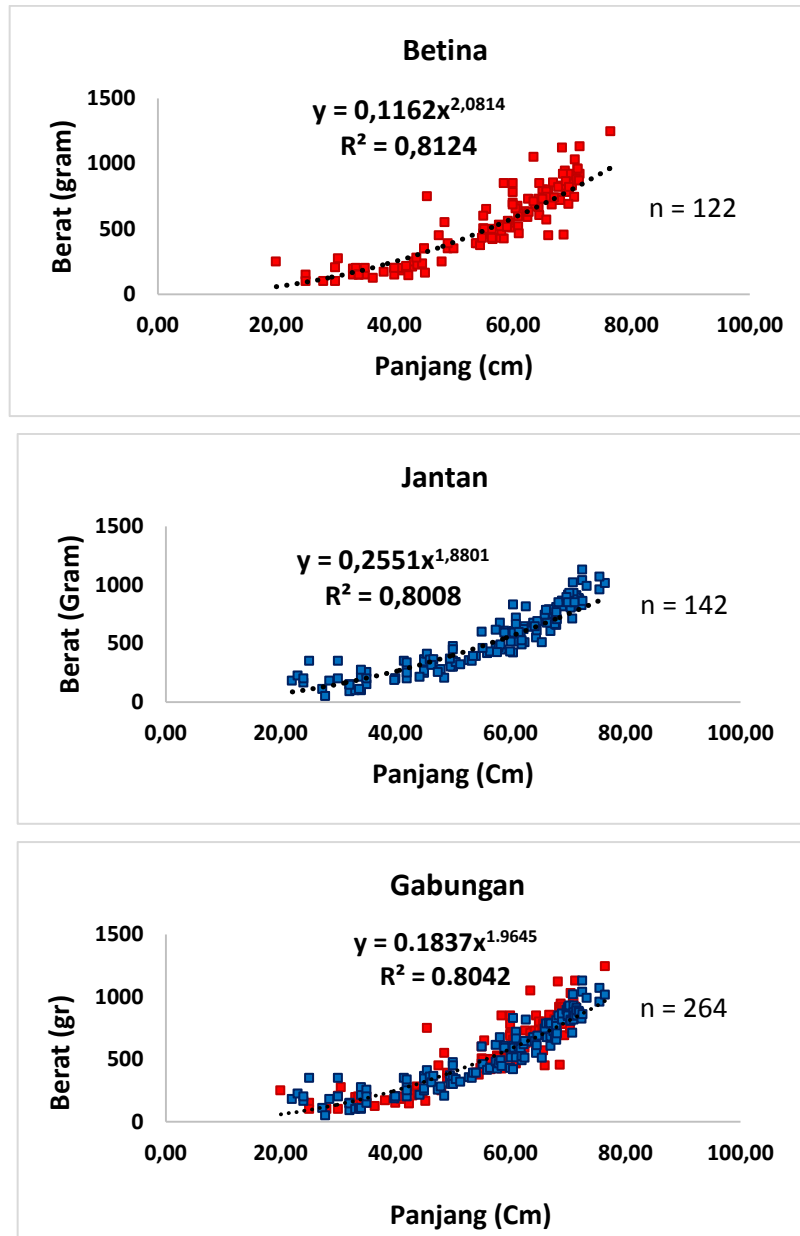 Betina
y = 0,1162x^2,0814
R² = 0,8124
n = 122
Berat (gram)
1500
1000
500
0
0,00 20,00 40,00 60,00 80,00 100,00
Panjang (cm)
Jantan
y = 0,2551x^1,8801
R² = 0,8008
n = 142
Berat (Gram)
1500
1000
500
0
0,00 20,00 40,00 60,00 80,00 100,00
Panjang (Cm)
Gabungan
y = 0.1837x^1.9645
R² = 0.8042
n = 264
Berat (gr)
1500
1000
500
0
0,00 20,00 40,00 60,00 80,00 100,00
Panjang (Cm)